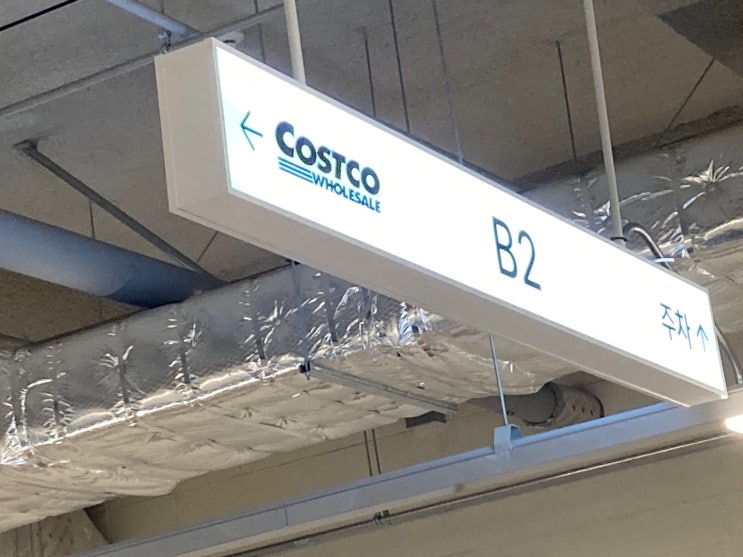 ← COSTCO
WHOLESALE
B2
주차 ↑